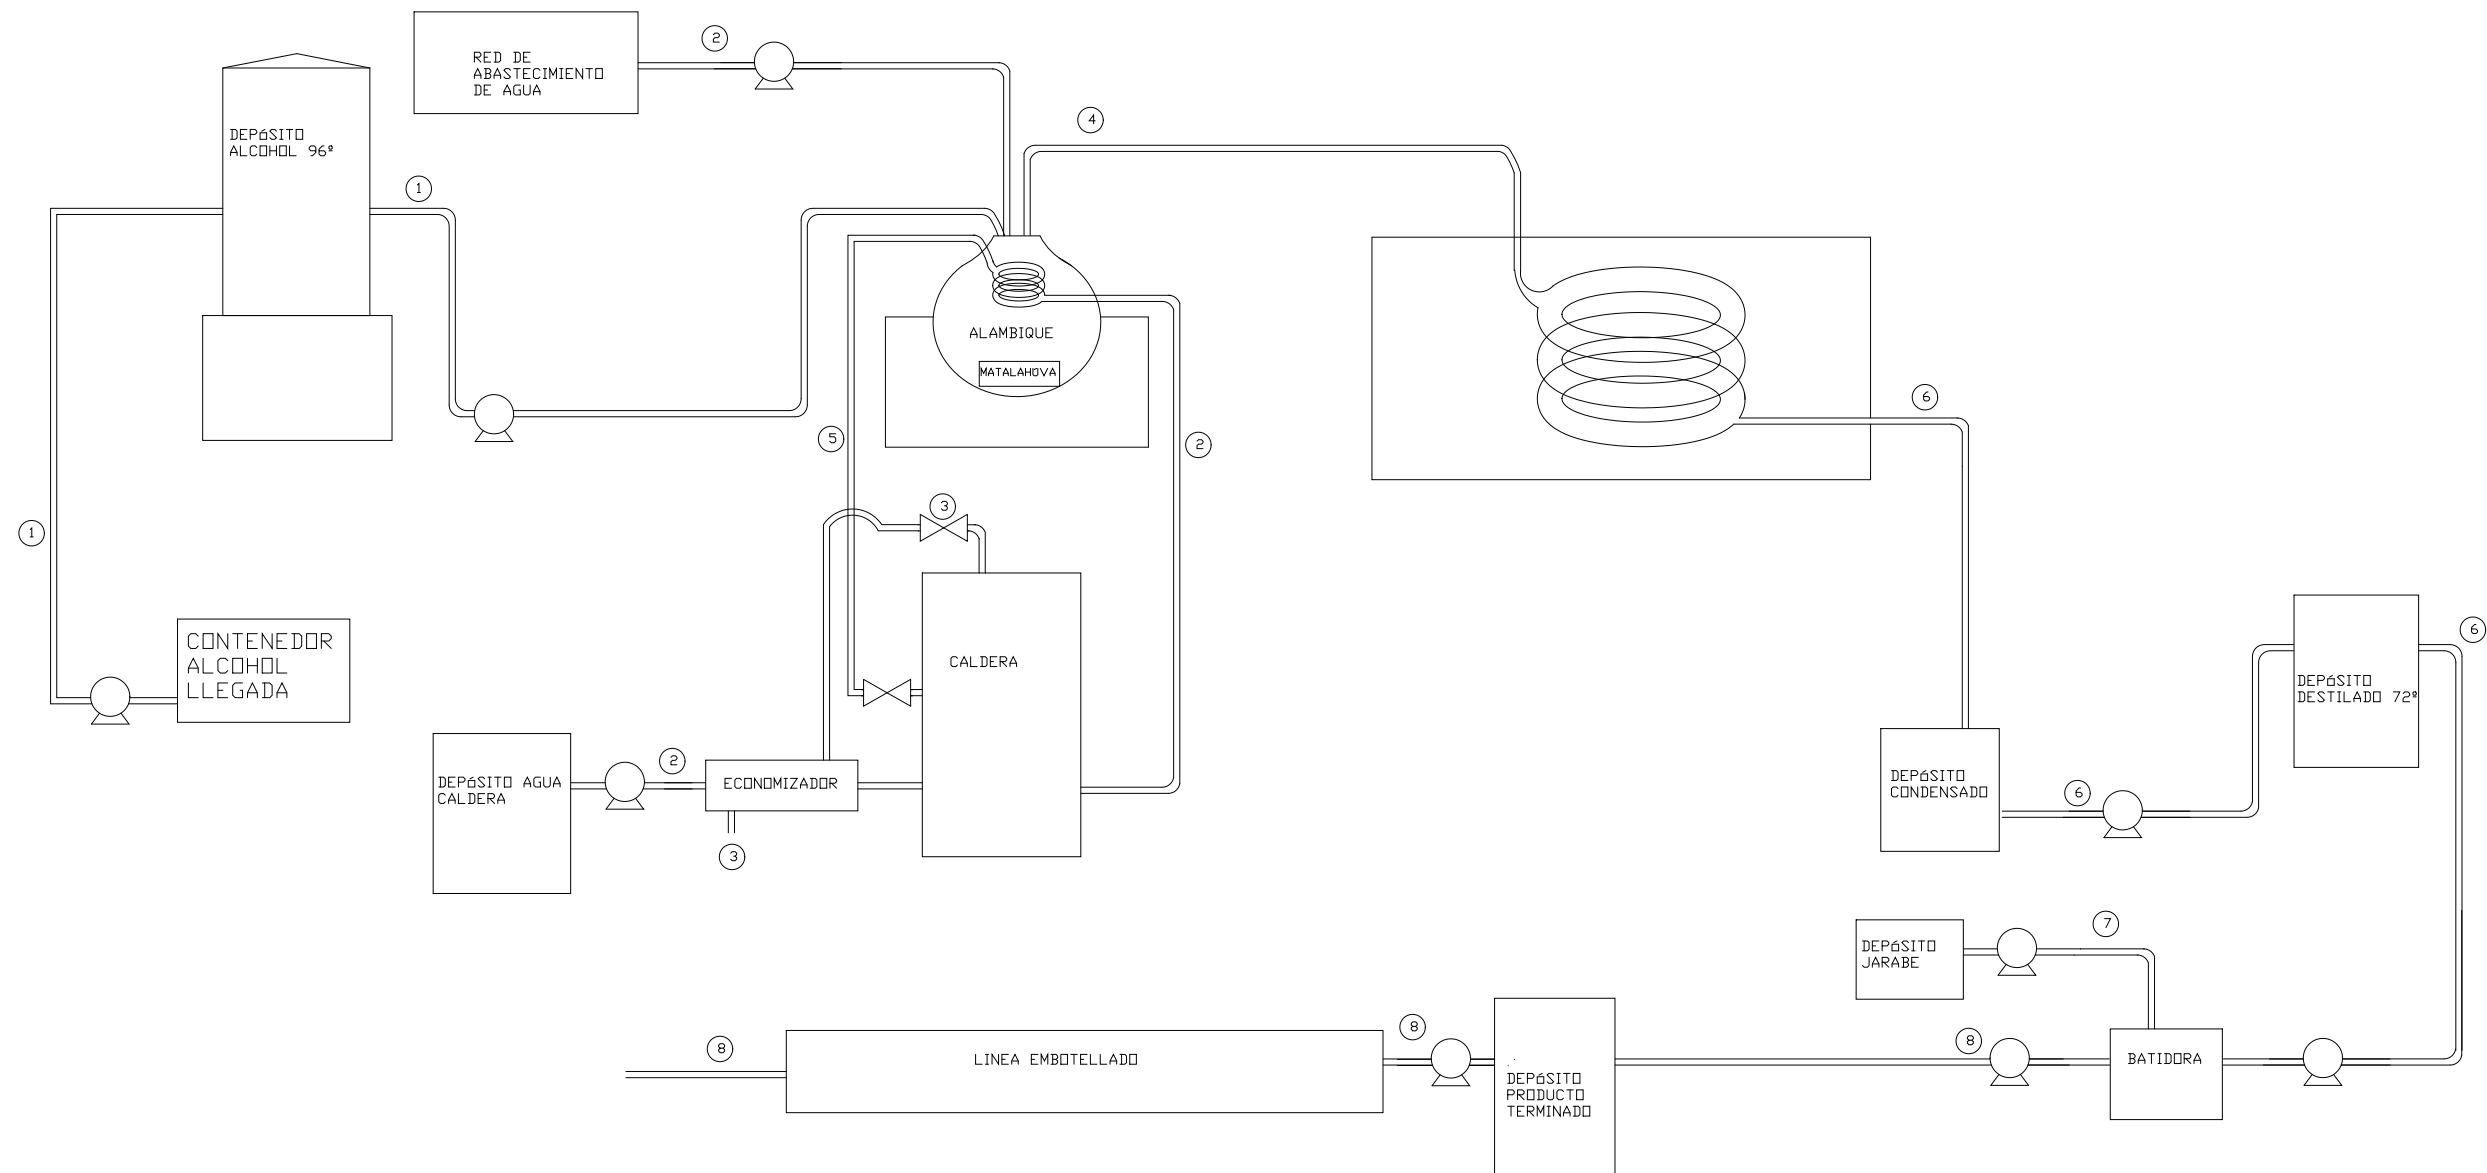 2
RED DE
ABASTECIMIENTO
DE AGUA
DEPóSITO
ALCOHOL 96º
4
1
ALAMBIQUE
MATALAHÚVA
6
5
2
3
1
CONTENEDOR
ALCOHOL
LLEGADA
CALDERA
6
DEPóSITO
DESTILADO 72º
2
DEPóSITO AGUA
CALDERA
ECONOMIZADOR
3
DEPóSITO
CONDENSADO
6
7
DEPóSITO
JARABE
8
8
8
LINEA EMBOTELLADO
BATIDORA
DEPóSITO
PRODUCTO
TERMINADO